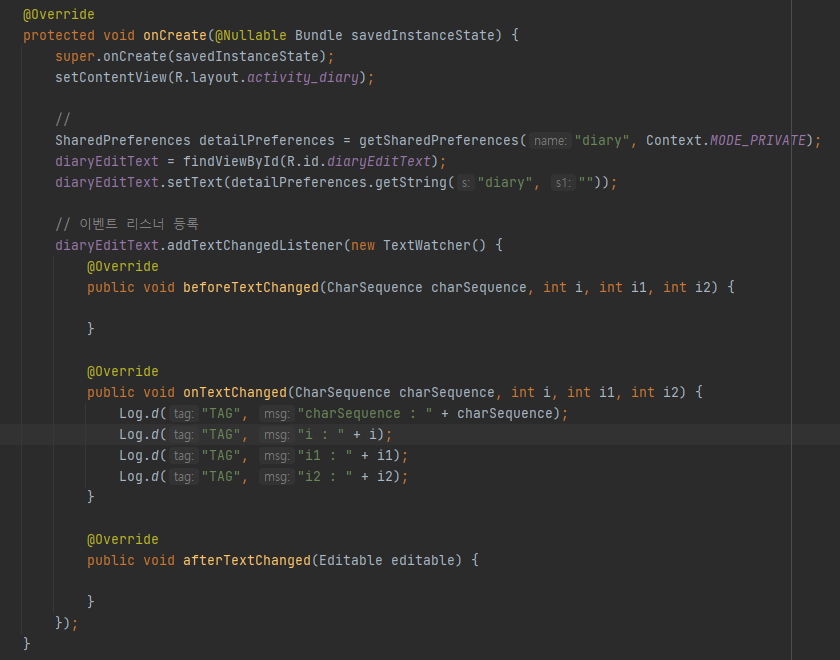 @Override
protected void onCreate(@Nullable Bundle savedInstanceState) {
super.onCreate(savedInstanceState);
setContentView(R.layout.activity_diary);
//
SharedPreferences detailPreferences = getSharedPreferences( name: "diary", Context.MODE_PRIVATE);
diaryEditText = findViewById(R.id.diaryEditText);
diaryEditText.setText(detailPreferences.getString( s: "diary", s1: ""));
// 이벤트 리스너 등록
diaryEditText.addTextChangedListener(new TextWatcher() {
@Override
public void beforeTextChanged(CharSequence charSequence, int i, int i1, int i2) {
}
@Override
public void onTextChanged(CharSequence charSequence, int i, int i1, int i2) {
Log.d( tag: "TAG", msg: "charSequence : " + charSequence);
Log.d( tag: "TAG", msg: "i : " + i);
Log.d( tag: "TAG", msg: "i1 : " + i1);
Log.d( tag: "TAG", msg: "i2 : " + i2);
}
@Override
public void afterTextChanged(Editable editable) {
}
});
}